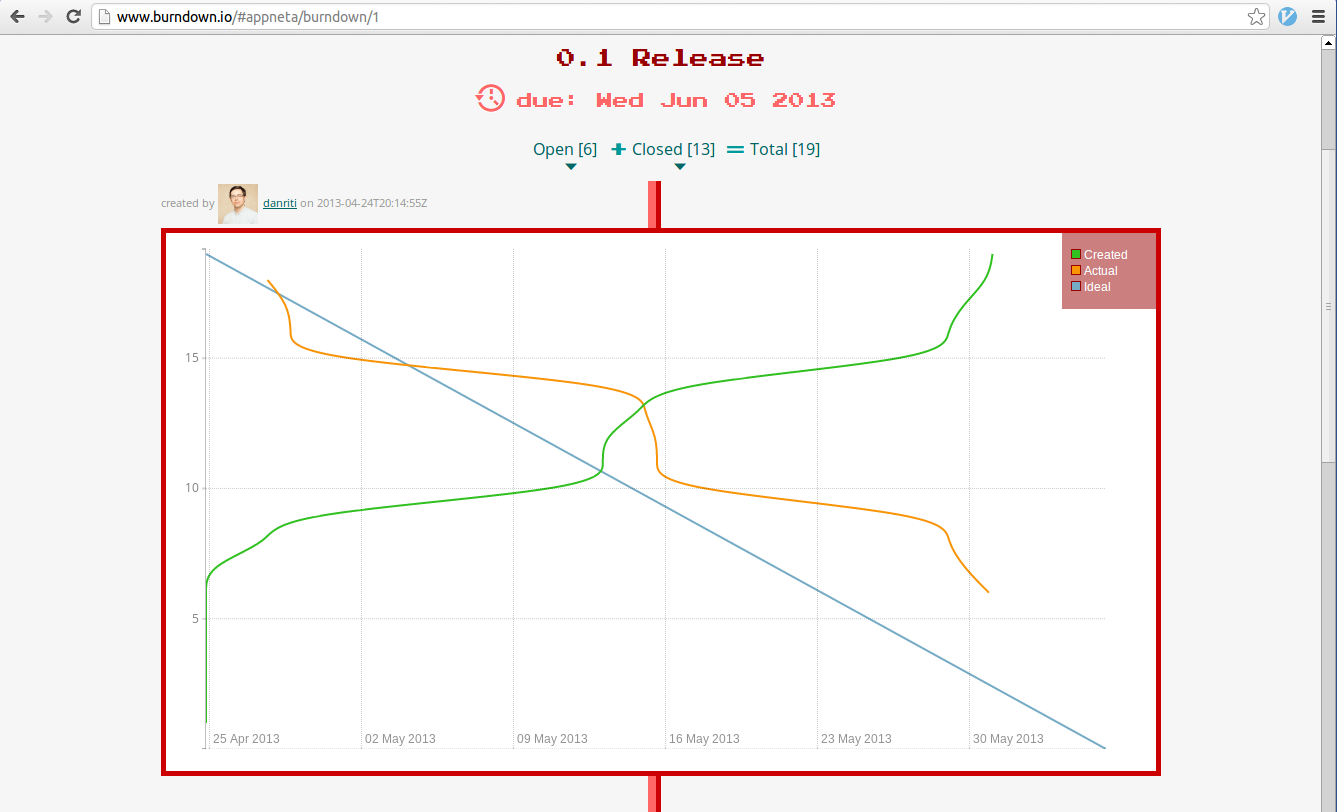 www.burndown.io/#appneta/burndown/1
0.1 Release
due: Wed Jun 05 2013
Open [6] + Closed [13] = Total [19]
created by danriti on 2013-04-24T20:14:55Z
Created
Actual
Ideal
15
10
5
25 Apr 2013 02 May 2013 09 May 2013 16 May 2013 23 May 2013 30 May 2013